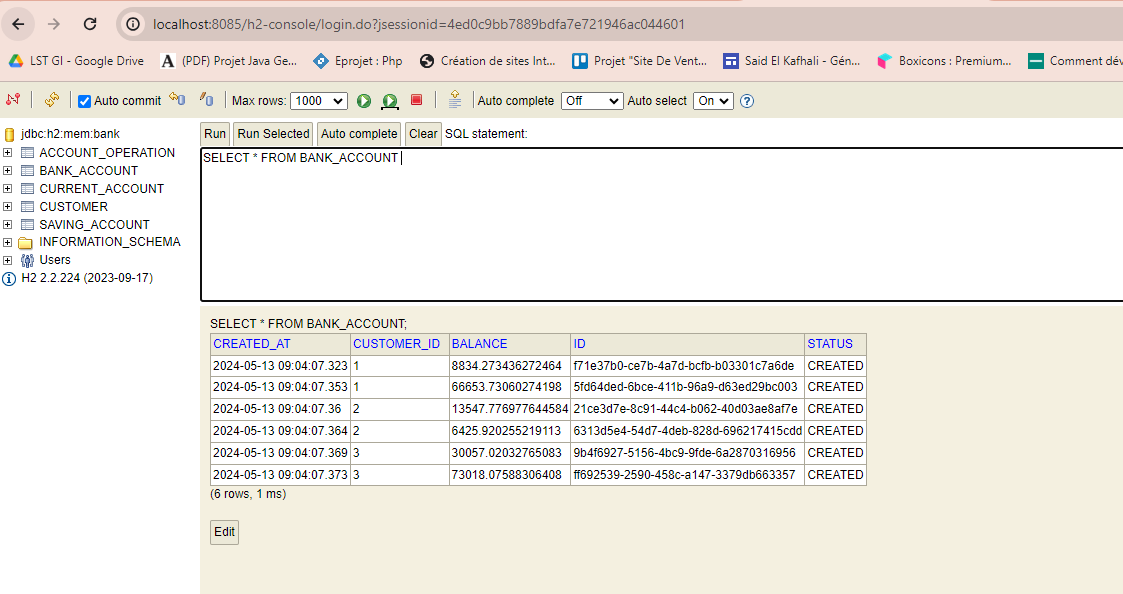 localhost:8085/h2-console/login.do?jsessionid=4ed0c9bb7889bdfa7e721946ac044601
LST GI - Google Drive (PDF) Projet Java Ge... Eprojet : Php Création de sites Int... Projet "Site De Vent... Said El Kafhali - Gén... Boxicons : Premium... Comment dév
Auto commit Max rows: 1000 Auto complete Off Auto select On
jdbc:h2:mem:bank
ACCOUNT_OPERATION
BANK_ACCOUNT
CURRENT_ACCOUNT
CUSTOMER
SAVING_ACCOUNT
INFORMATION_SCHEMA
Users
H2 2.2.224 (2023-09-17)
Run Run Selected Auto complete Clear SQL statement:
SELECT * FROM BANK_ACCOUNT
SELECT * FROM BANK_ACCOUNT;
CREATED_AT CUSTOMER_ID BALANCE ID STATUS
2024-05-13 09:04:07.323 1 8834.273436272464 f71e37b0-ce7b-4a7d-bcfb-b03301c7a6de CREATED
2024-05-13 09:04:07.353 1 66653.73060274198 5fd64ded-6bce-411b-96a9-d63ed29bc003 CREATED
2024-05-13 09:04:07.36 2 13547.776977644584 21ce3d7e-8c91-44c4-b062-40d03ae8af7e CREATED
2024-05-13 09:04:07.364 2 6425.920255219113 6313d5e4-54d7-4deb-828d-696217415cdd CREATED
2024-05-13 09:04:07.369 3 30057.02032765083 9b4f6927-5156-4bc9-9fde-6a2870316956 CREATED
2024-05-13 09:04:07.373 3 73018.07588306408 ff692539-2590-458c-a147-3379db663357 CREATED
(6 rows, 1 ms)
Edit